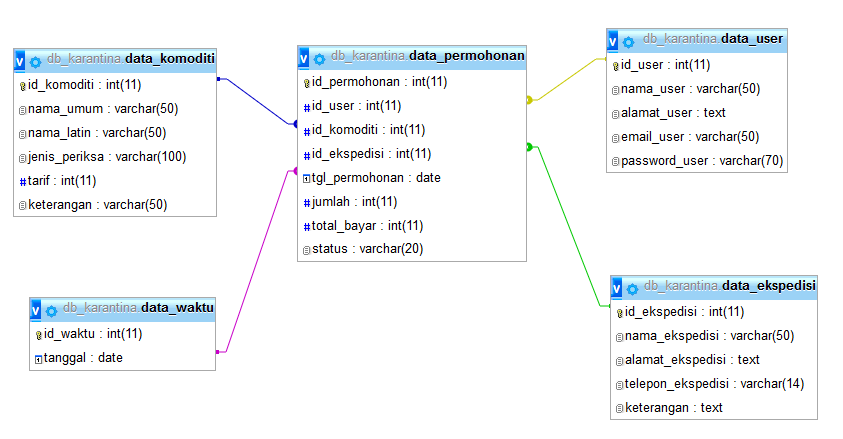 db_karantina.data_komoditi
id_komoditi : int(11)
nama_umum : varchar(50)
nama_latin : varchar(50)
jenis_periksa : varchar(100)
tarif : int(11)
keterangan : varchar(50)
db_karantina.data_permohonan
id_permohonan : int(11)
id_user : int(11)
id_komoditi : int(11)
id_ekspedisi : int(11)
tgl_permohonan : date
jumlah : int(11)
total_bayar : int(11)
status : varchar(20)
db_karantina.data_user
id_user : int(11)
nama_user : varchar(50)
alamat_user : text
email_user : varchar(50)
password_user : varchar(70)
db_karantina.data_waktu
id_waktu : int(11)
tanggal : date
db_karantina.data_ekspedisi
id_ekspedisi : int(11)
nama_ekspedisi : varchar(50)
alamat_ekspedisi : text
telepon_ekspedisi : varchar(14)
keterangan : text